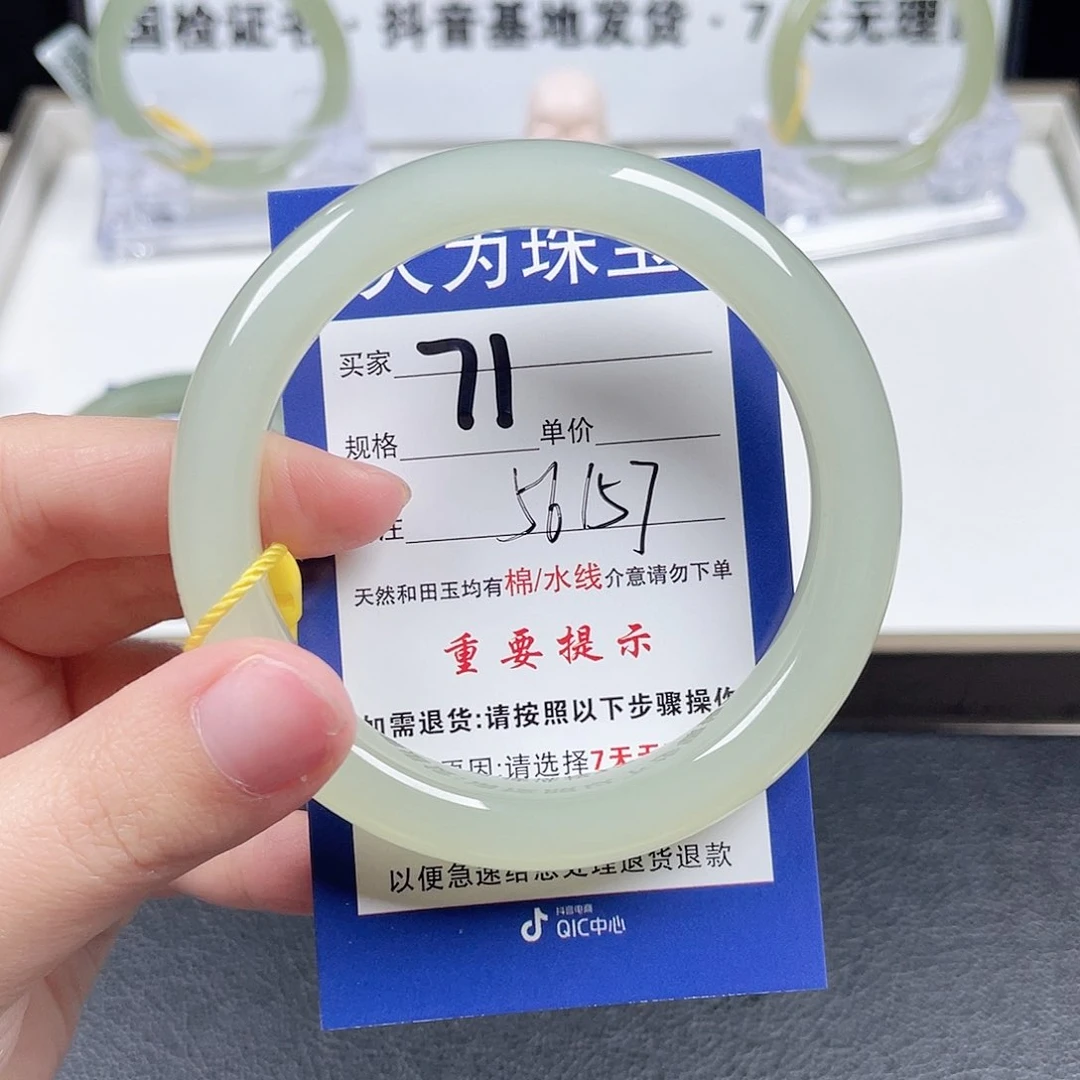 国检证书·抖音基地发货·7天无理
为珠宝
买家 71
规格 单价
注 56157
天然和田玉均有棉/水线介意请勿下单
重要提示
如需退货:请按照以下步骤操作
原因:请选择7天无
以便急速给您处理退货退款
抖音电商
QIC中心